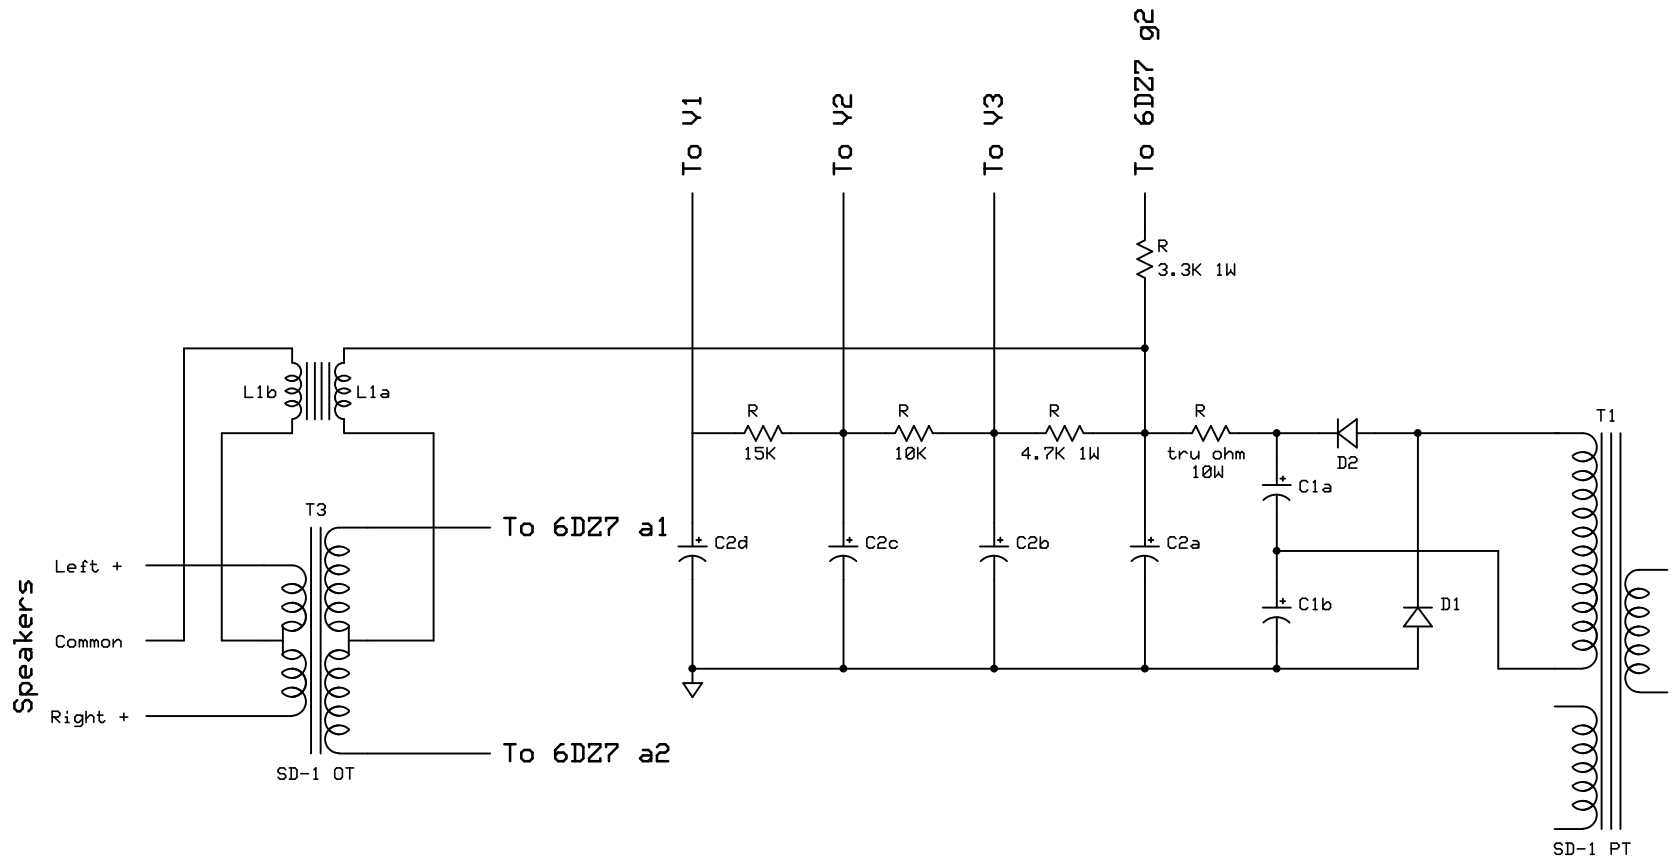 To V1
To V2
To V3
To 6DZ7 g2
R
3.3K 1W
L1b
L1a
R
15K
R
10K
R
4.7K 1W
R
tru ohm
10W
D2
T1
C1a
T3
To 6DZ7 a1
C2d
C2c
C2b
C2a
Left +
C1b
D1
Speakers
Common
Right +
To 6DZ7 a2
SD-1 OT
SD-1 PT